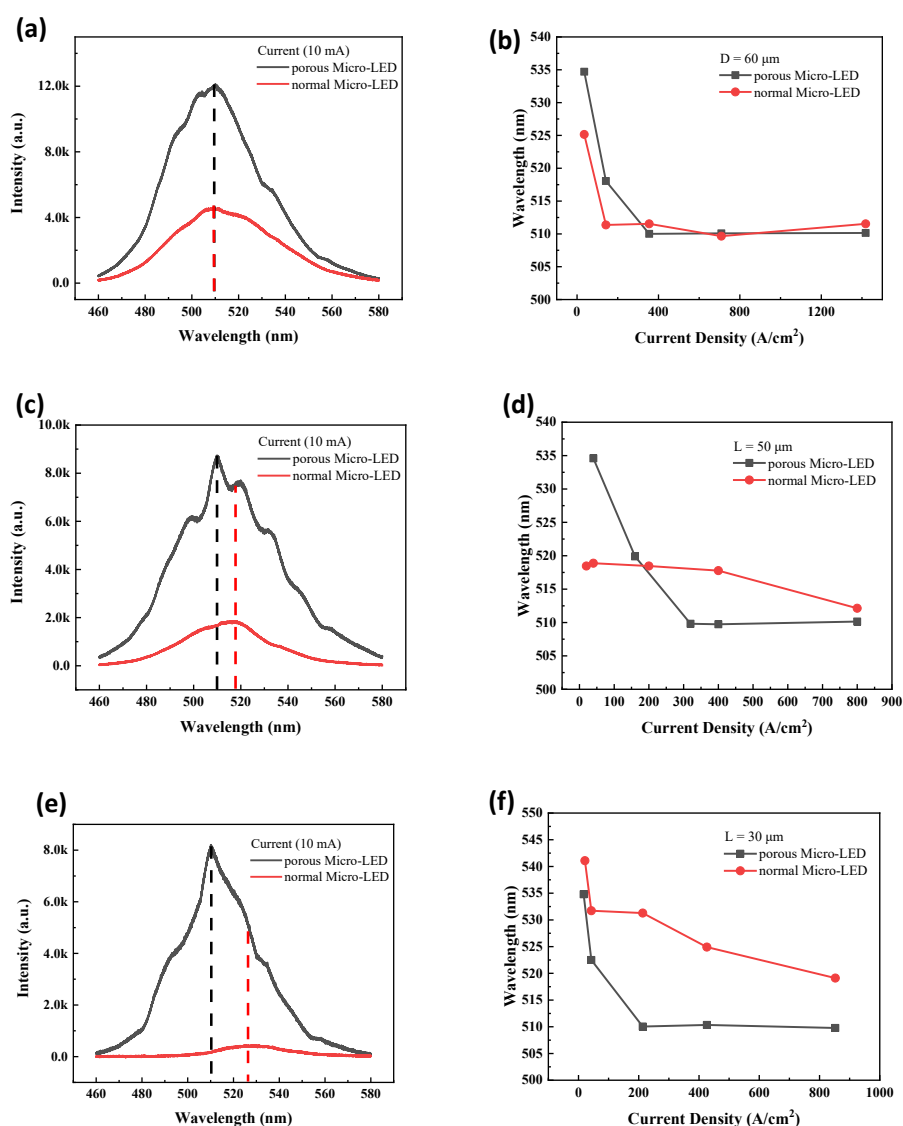 (a)
Current (10 mA)
porous Micro-LED
normal Micro-LED
12.0k
8.0k
4.0k
0.0
Intensity (a.u.)
460 480 500 520 540 560 580
Wavelength (nm)
(b)
D = 60 μm
porous Micro-LED
normal Micro-LED
540
535
530
525
520
515
510
505
500
Wavelength (nm)
0 400 800 1200
Current Density (A/cm²)
(c)
Current (10 mA)
porous Micro-LED
normal Micro-LED
10.0k
8.0k
6.0k
4.0k
2.0k
0.0
Intensity (a.u.)
460 480 500 520 540 560 580
Wavelength (nm)
(d)
L = 50 μm
porous Micro-LED
normal Micro-LED
540
535
530
525
520
515
510
505
500
Wavelength (nm)
0 100 200 300 400 500 600 700 800 900
Current Density (A/cm²)
(e)
Current (10 mA)
porous Micro-LED
normal Micro-LED
8.0k
6.0k
4.0k
2.0k
0.0
Intensity (a.u.)
460 480 500 520 540 560 580
Wavelength (nm)
(f)
L = 30 μm
porous Micro-LED
normal Micro-LED
550
545
540
535
530
525
520
515
510
505
500
Wavelength (nm)
0 200 400 600 800 1000
Current Density (A/cm²)